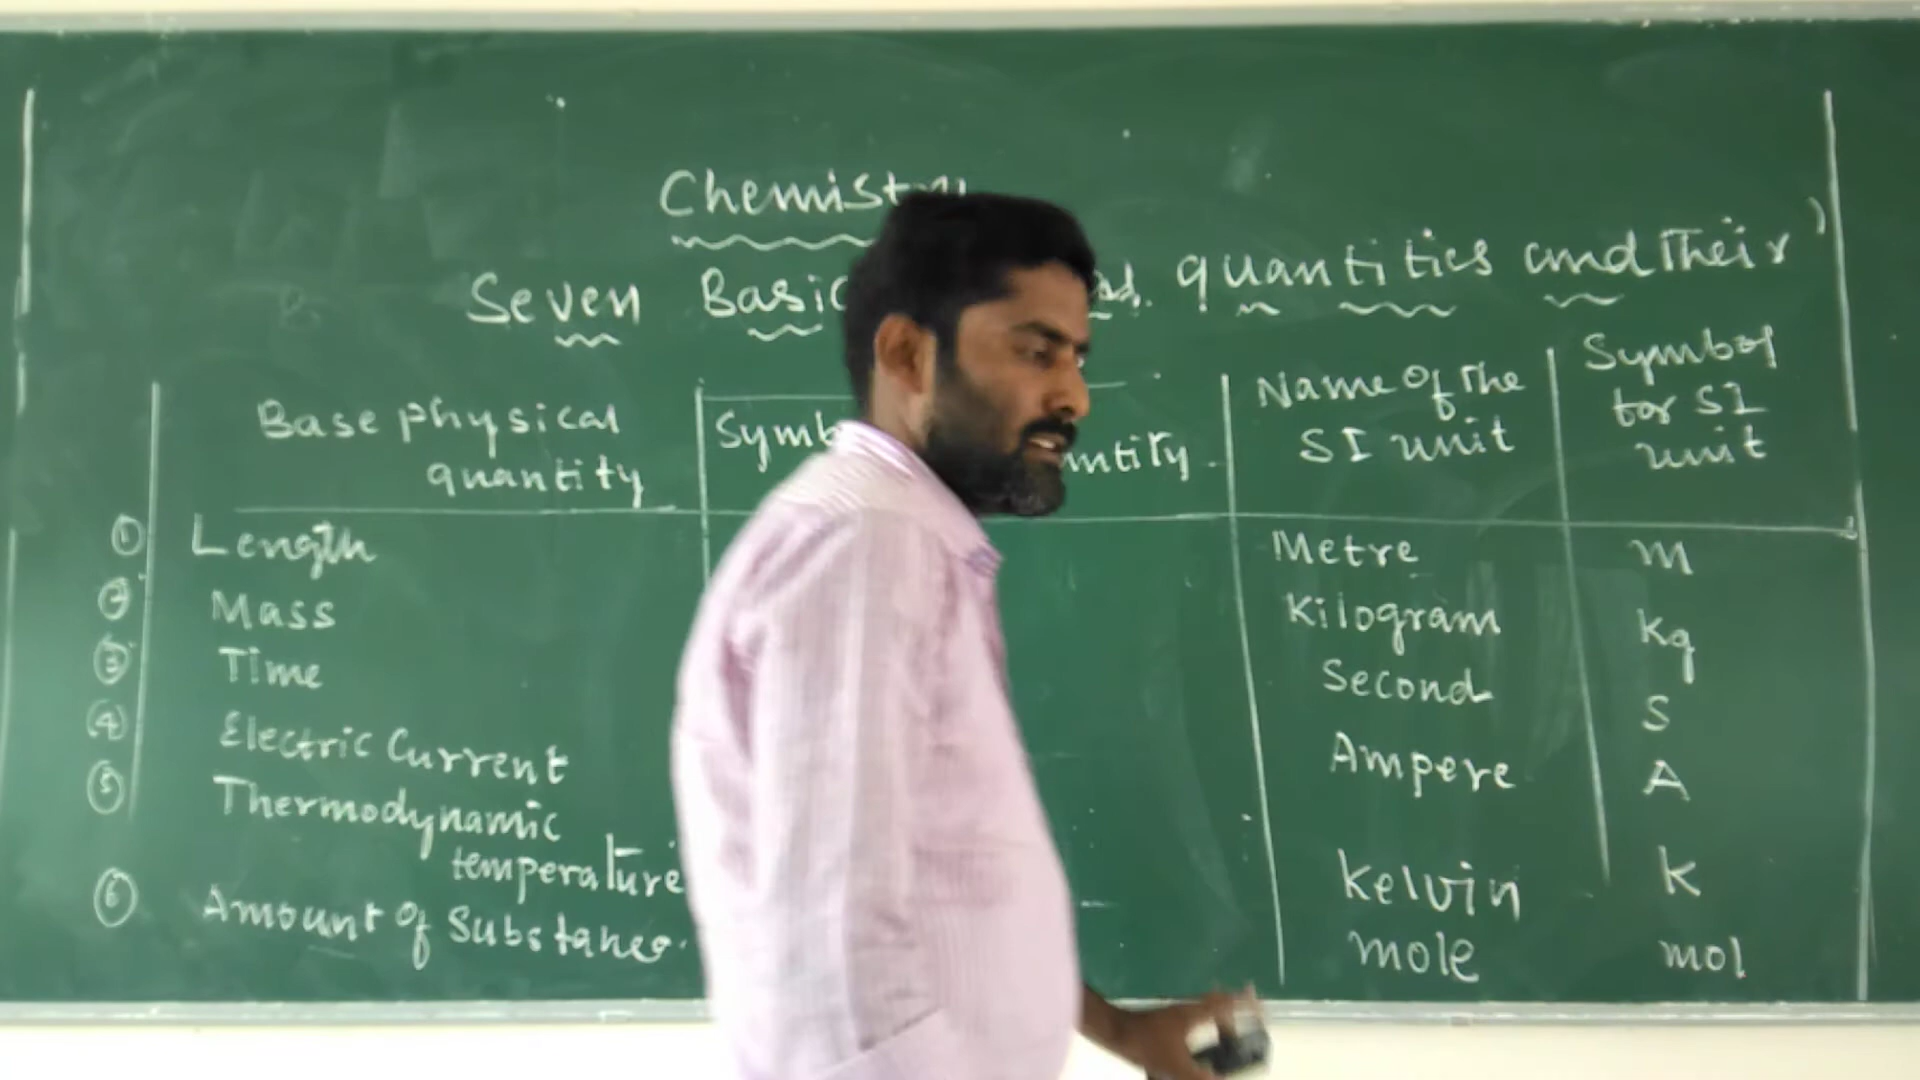 Chemistry
Seven Basic quantities and Their
Base physical quantity
Name Of The SI unit
Symbol for SI unit
① Length Metre m
② Mass Kilogram kg
③ Time Second S
④ Electric Current Ampere A
⑤ Thermodynamic temperature Kelvin K
⑥ Amount of Substance. mole mol